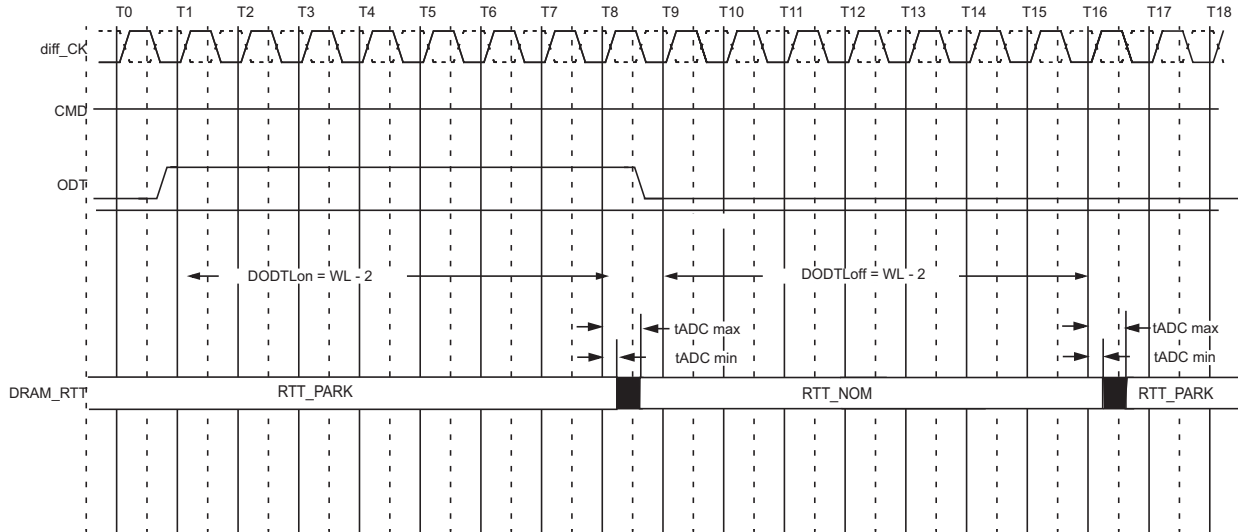 T0 T1 T2 T3 T4 T5 T6 T7 T8 T9 T10 T11 T12 T13 T14 T15 T16 T17 T18
diff_CK
CMD
ODT
DODTLon = WL - 2
DODTLoff = WL - 2
tADC max
tADC max
tADC min
tADC min
DRAM_RTT
RTT_PARK
RTT_NOM
RTT_PARK